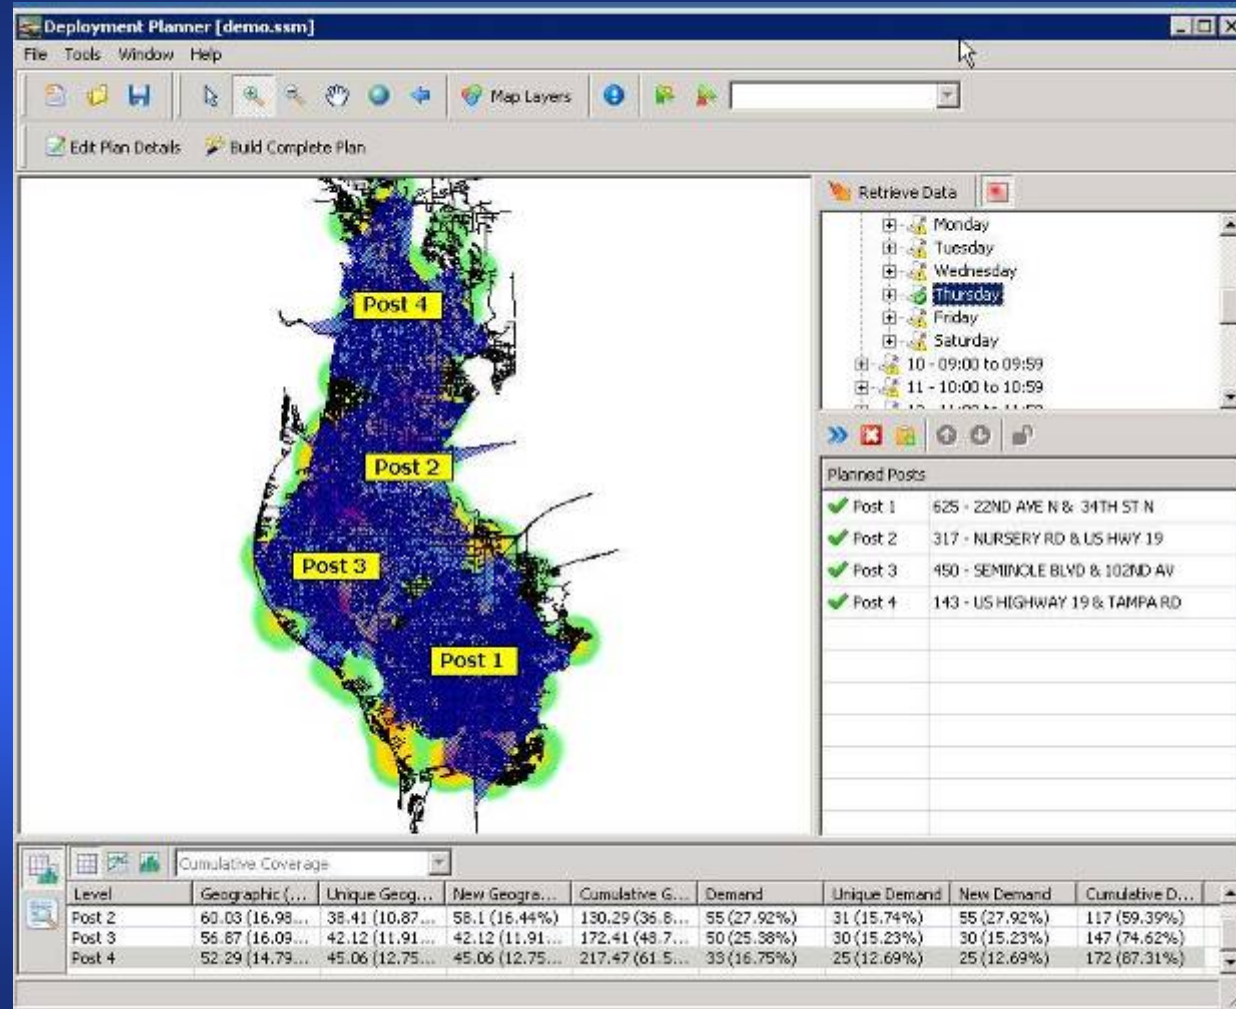 Deployment Planner [demo.ssm]
File Tools Window Help
Map Layers
Edit Plan Details Build Complete Plan
Retrieve Data
Monday
Tuesday
Wednesday
Thursday
Friday
Saturday
10 - 09:00 to 09:59
11 - 10:00 to 10:59
Post 4
Post 2
Post 3
Post 1
Planned Posts
Post 1 625 - 22ND AVE N & 34TH ST N
Post 2 317 - NURSERY RD & US HWY 19
Post 3 450 - SEMINOLE BLVD & 102ND AV
Post 4 143 - US HIGHWAY 19 & TAMPA RD
Cumulative Coverage
Level Geographic (... Unique Geog... New Geogra... Cumulative G... Demand Unique Demand New Demand Cumulative D...
Post 2 60.03 (16.98... 38.41 (10.87... 58.1 (16.44%) 130.29 (36.8... 55 (27.92%) 31 (15.74%) 55 (27.92%) 117 (59.39%)
Post 3 56.87 (16.09... 42.12 (11.91... 42.12 (11.91... 172.41 (48.7... 50 (25.38%) 30 (15.23%) 30 (15.23%) 147 (74.62%)
Post 4 52.29 (14.79... 45.06 (12.75... 45.06 (12.75... 217.47 (61.5... 33 (16.75%) 25 (12.69%) 25 (12.69%) 172 (87.31%)